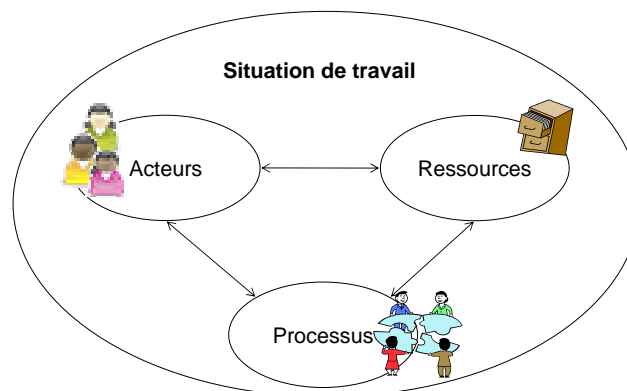 Situation de travail
Acteurs
Ressources
Processus